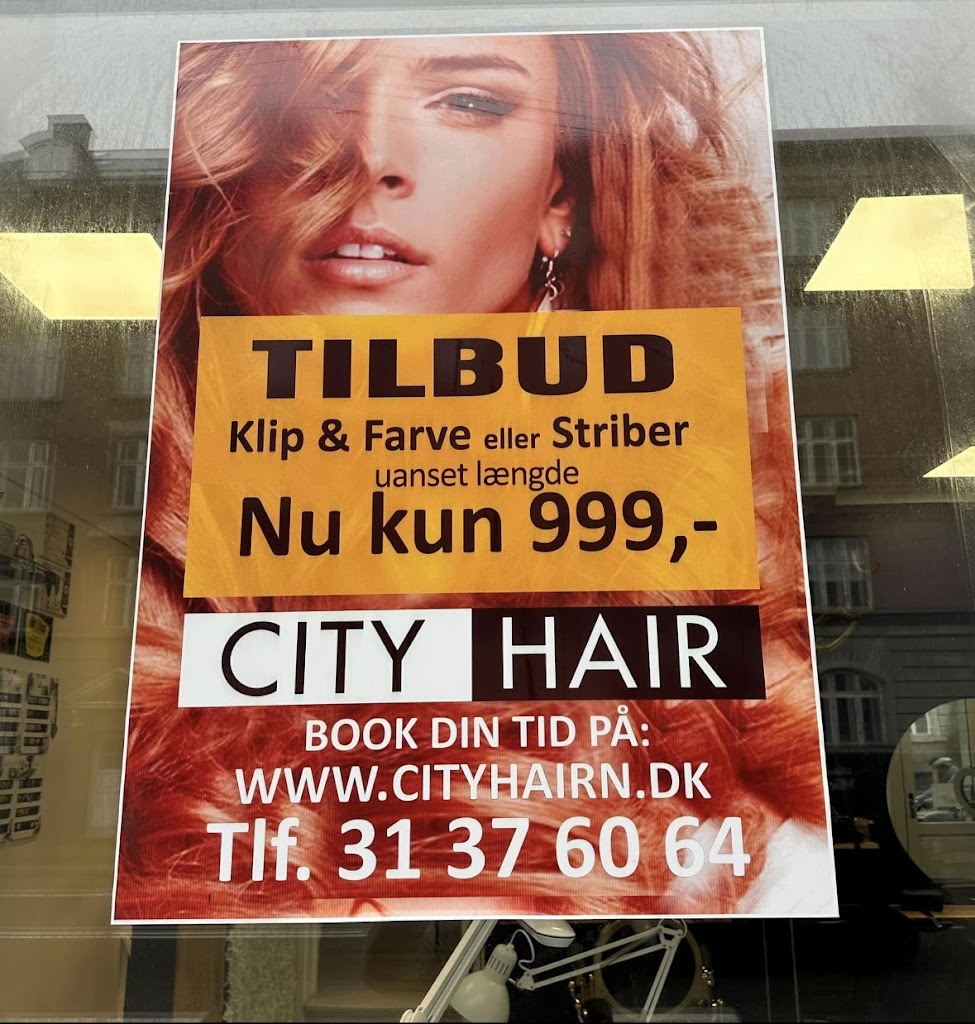 TILBUD
Klip & Farve eller Striber
uanset længde
Nu kun 999,-
CITY HAIR
BOOK DIN TID PÅ:
WWW.CITYHAIRN.DK
Tlf. 31 37 60 64